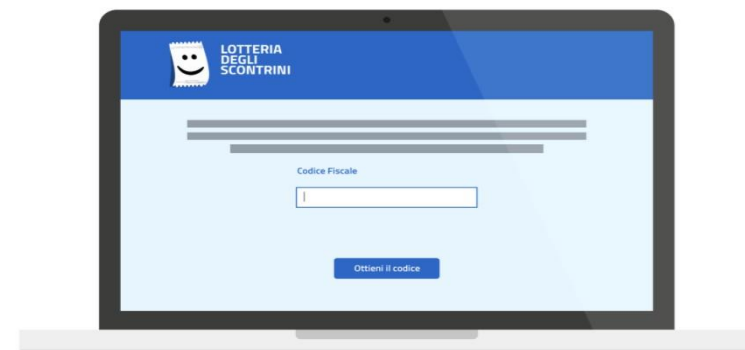 LOTTERIA
DEGLI
SCONTRINI
Codice Fiscale
Ottieni il codice